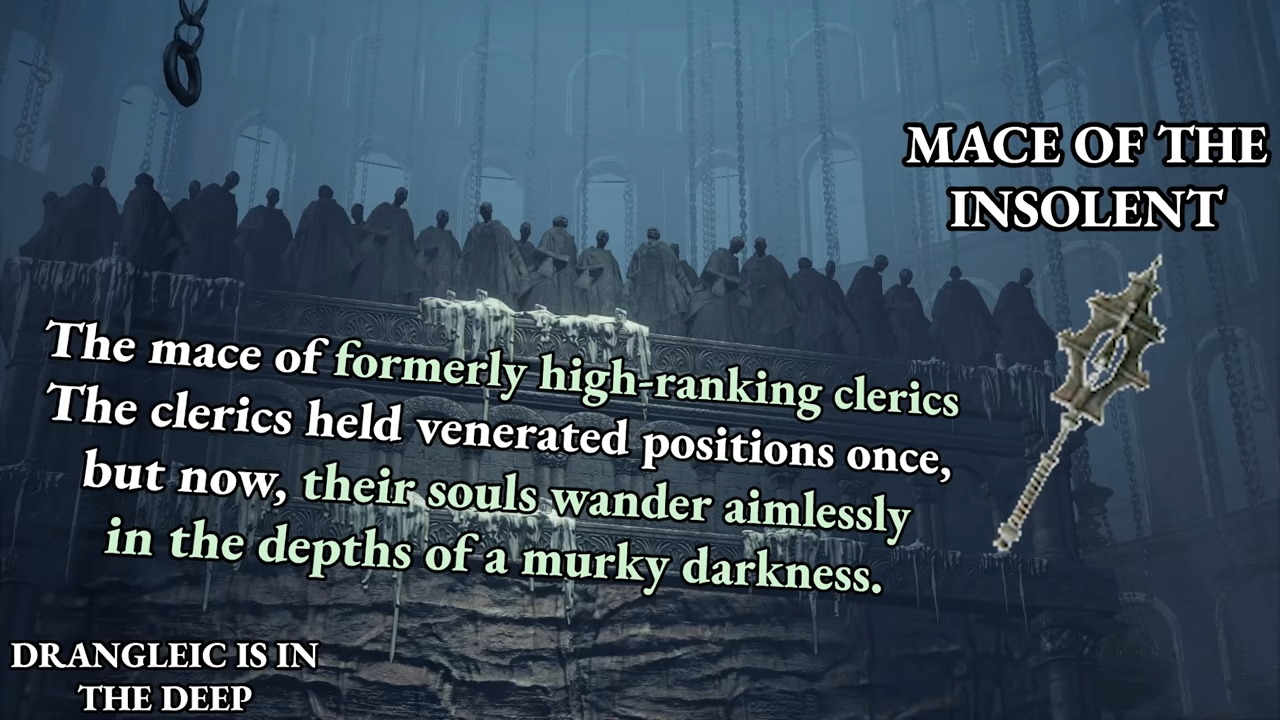 MACE OF THE
INSOLENT
The mace of formerly high-ranking clerics
The clerics held venerated positions once,
but now, their souls wander aimlessly
in the depths of a murky darkness.
DRANGLEIC IS IN
THE DEEP